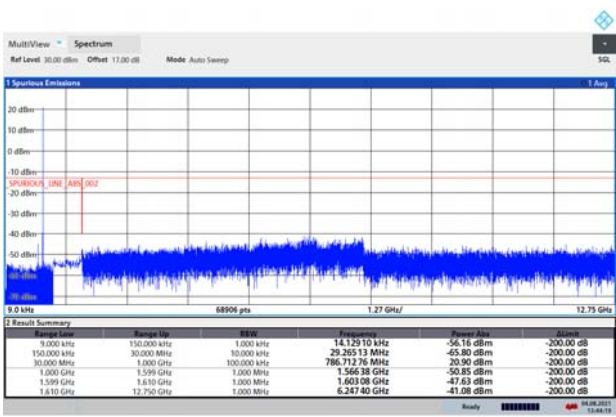 MultiView Spectrum
Ref Level 30.00 dBm Offset 17.00 dB Mode Auto Sweep SGL
1 Spurious Emissions 1 Avg
20 dBm
10 dBm
0 dBm
-10 dBm
SPURIOUS_LINE_ABS_002
-20 dBm
-30 dBm
-40 dBm
-50 dBm
-60 dBm
-70 dBm
9.0 kHz 68906 pts 1.27 GHz/ 12.75 GHz
2 Result Summary
Range Low Range Up RBW Frequency Power Abs ΔLimit
9.000 kHz 150.000 kHz 1.000 kHz 14.12910 kHz -56.16 dBm -200.00 dB
150.000 kHz 30.000 MHz 10.000 kHz 29.26513 MHz -65.80 dBm -200.00 dB
30.000 MHz 1.000 GHz 100.000 kHz 786.71276 MHz 20.90 dBm -200.00 dB
1.000 GHz 1.599 GHz 1.000 MHz 1.56638 GHz -50.85 dBm -200.00 dB
1.599 GHz 1.610 GHz 1.000 MHz 1.60308 GHz -47.63 dBm -200.00 dB
1.610 GHz 12.750 GHz 1.000 MHz 6.24740 GHz -41.08 dBm -200.00 dB
Ready 04.08.2021